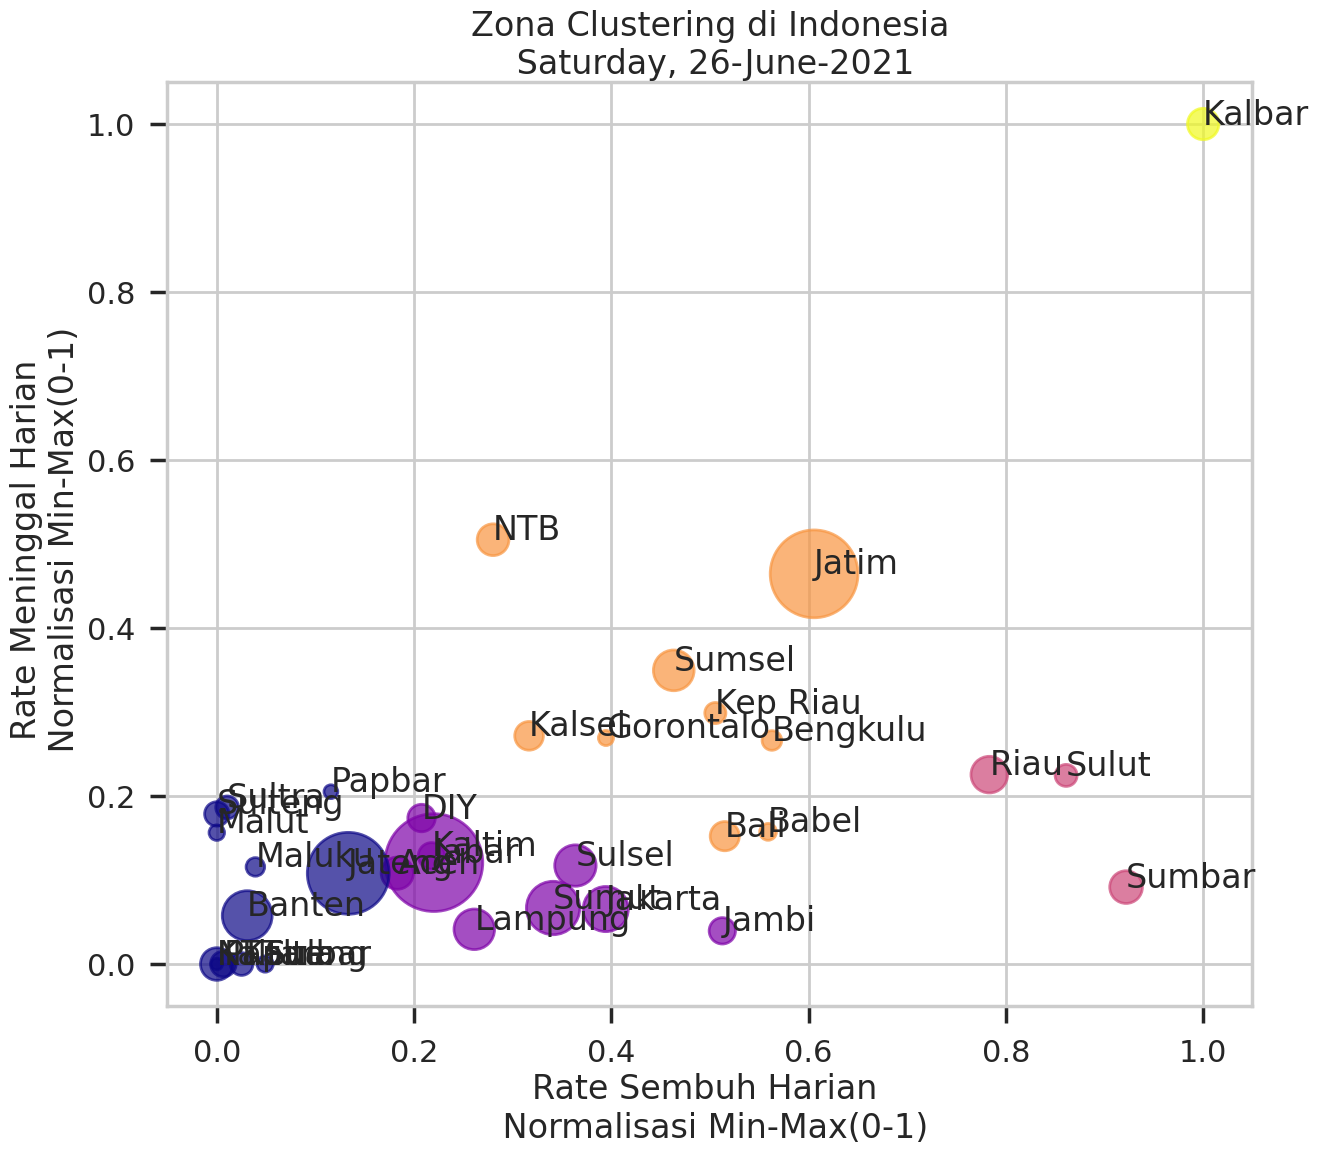 Zona Clustering di Indonesia
Saturday, 26-June-2021
Rate Meninggal Harian
Normalisasi Min-Max(0-1)
1.0
0.8
0.6
0.4
0.2
0.0
Kalbar
NTB
Jatim
Sumsel
Kep Riau
Kalsel
Gorontalo
Bengkulu
Riau
Sulut
Papbar
Sultra
Sulteng
Malut
DIY
Bali
Babel
Kaltim
Jabar
Maluku
Jateng
Aceh
Sulsel
Sumbar
Banten
Sumut
Jakarta
Lampung
Jambi
0.0
0.2
0.4
0.6
0.8
1.0
Rate Sembuh Harian
Normalisasi Min-Max(0-1)